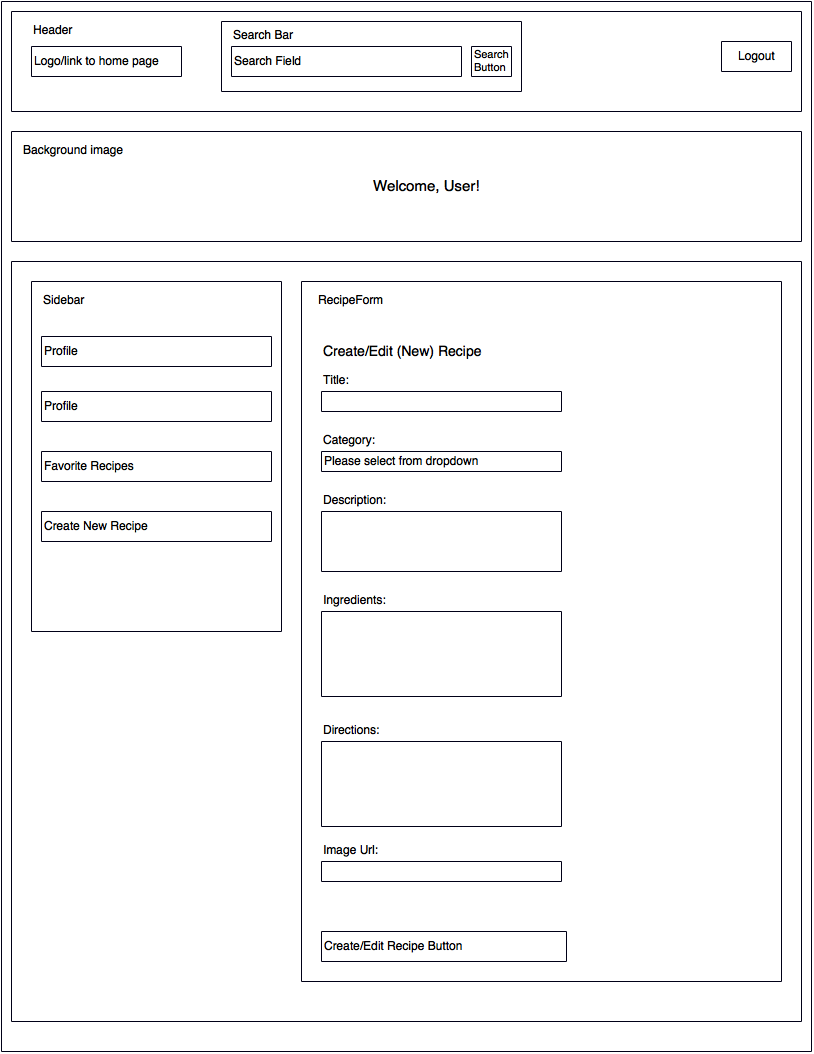 Header
Logo/link to home page
Search Bar
Search Field
Search
Button
Logout
Background image
Welcome, User!
Sidebar
Profile
Profile
Favorite Recipes
Create New Recipe
RecipeForm
Create/Edit (New) Recipe
Title:
Category:
Please select from dropdown
Description:
Ingredients:
Directions:
Image Url:
Create/Edit Recipe Button